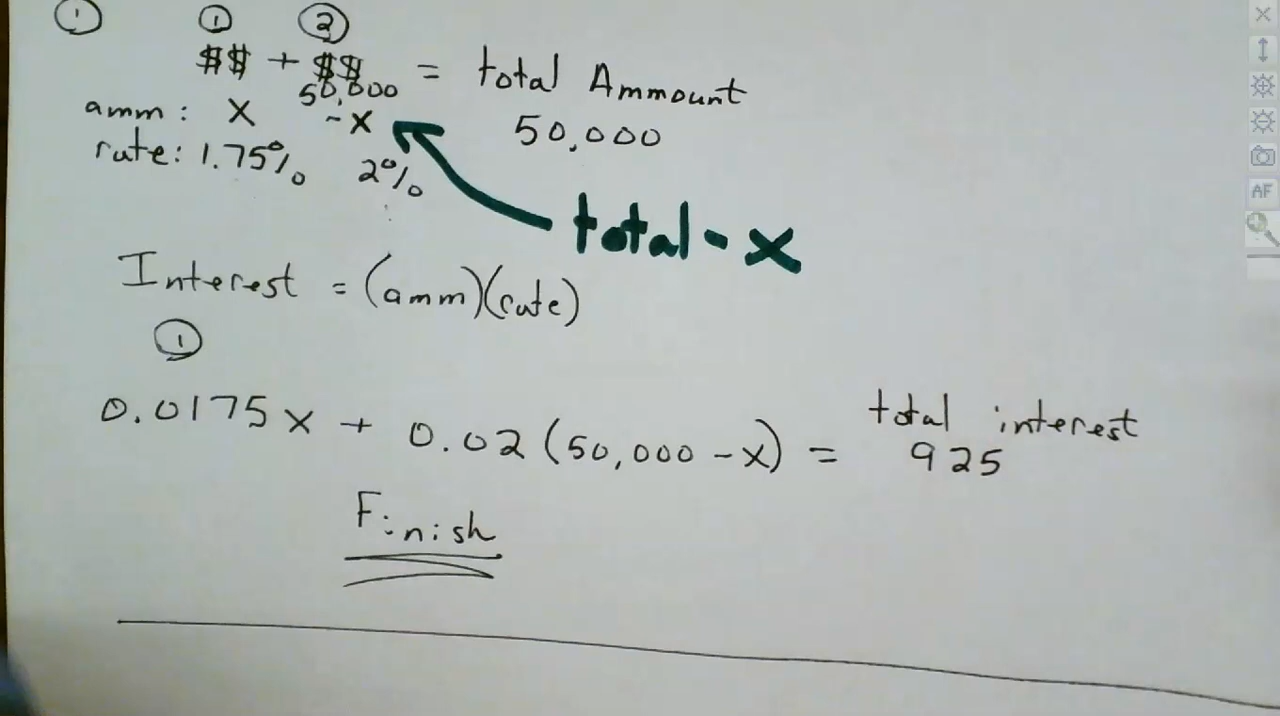 ①
① ②
$$ + $$ = total Ammount
amm: X 50,000 - X 50,000
rate: 1.75% 2%
total - X
Interest = (amm)(rate)
①
0.0175x + 0.02(50,000 - x) = total interest 925
Finish
AF